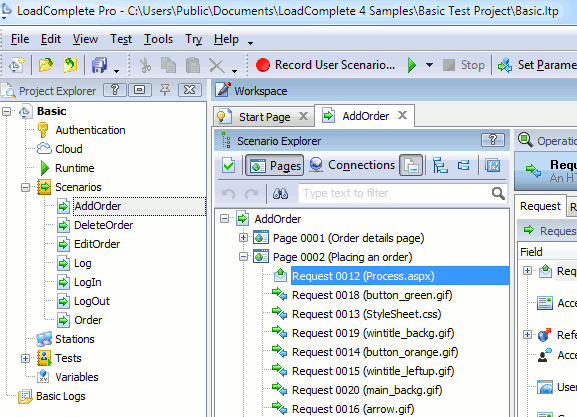 LoadComplete Pro - C:\Users\Public\Documents\LoadComplete 4 Samples\Basic Test Project\Basic.ltp
File Edit View Test Tools Try Help
Record User Scenario... Stop Set Parame
Project Explorer ?
Workspace
Basic
Authentication
Cloud
Runtime
Scenarios
AddOrder
DeleteOrder
EditOrder
Log
LogIn
LogOut
Order
Stations
Tests
Variables
Basic Logs
Start Page AddOrder
Scenario Explorer ?
Pages Connections
Type text to filter
AddOrder
Page 0001 (Order details page)
Page 0002 (Placing an order)
Request 0012 (Process.aspx)
Request 0018 (button_green.gif)
Request 0013 (StyleSheet.css)
Request 0019 (wintitle_backg.gif)
Request 0014 (button_orange.gif)
Request 0015 (wintitle_leftup.gif)
Request 0020 (main_backg.gif)
Request 0016 (arrow.gif)
Operatio
Requ
An HT
Request R
Reques
Field
Requ
Acce
Refe
Acce
User